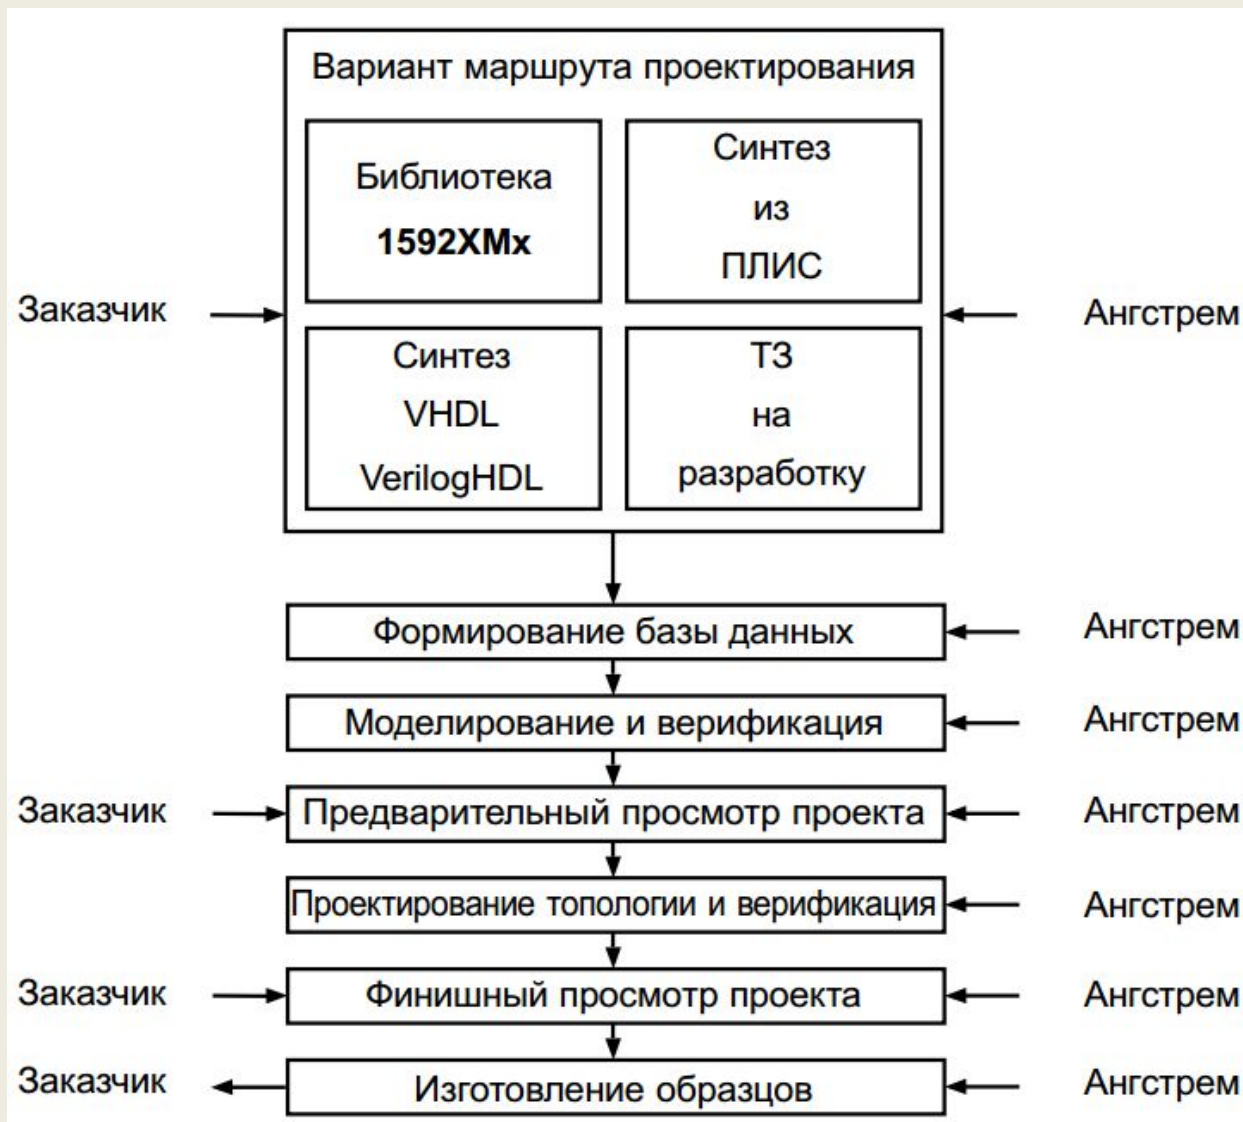 Вариант маршрута проектирования
Библиотека
1592ХМх
Синтез
из
ПЛИС
Заказчик
Ангстрем
Синтез
VHDL
VerilogHDL
ТЗ
на
разработку
Формирование базы данных
Ангстрем
Моделирование и верификация
Ангстрем
Заказчик
Предварительный просмотр проекта
Ангстрем
Проектирование топологии и верификация
Ангстрем
Заказчик
Финишный просмотр проекта
Ангстрем
Заказчик
Изготовление образцов
Ангстрем